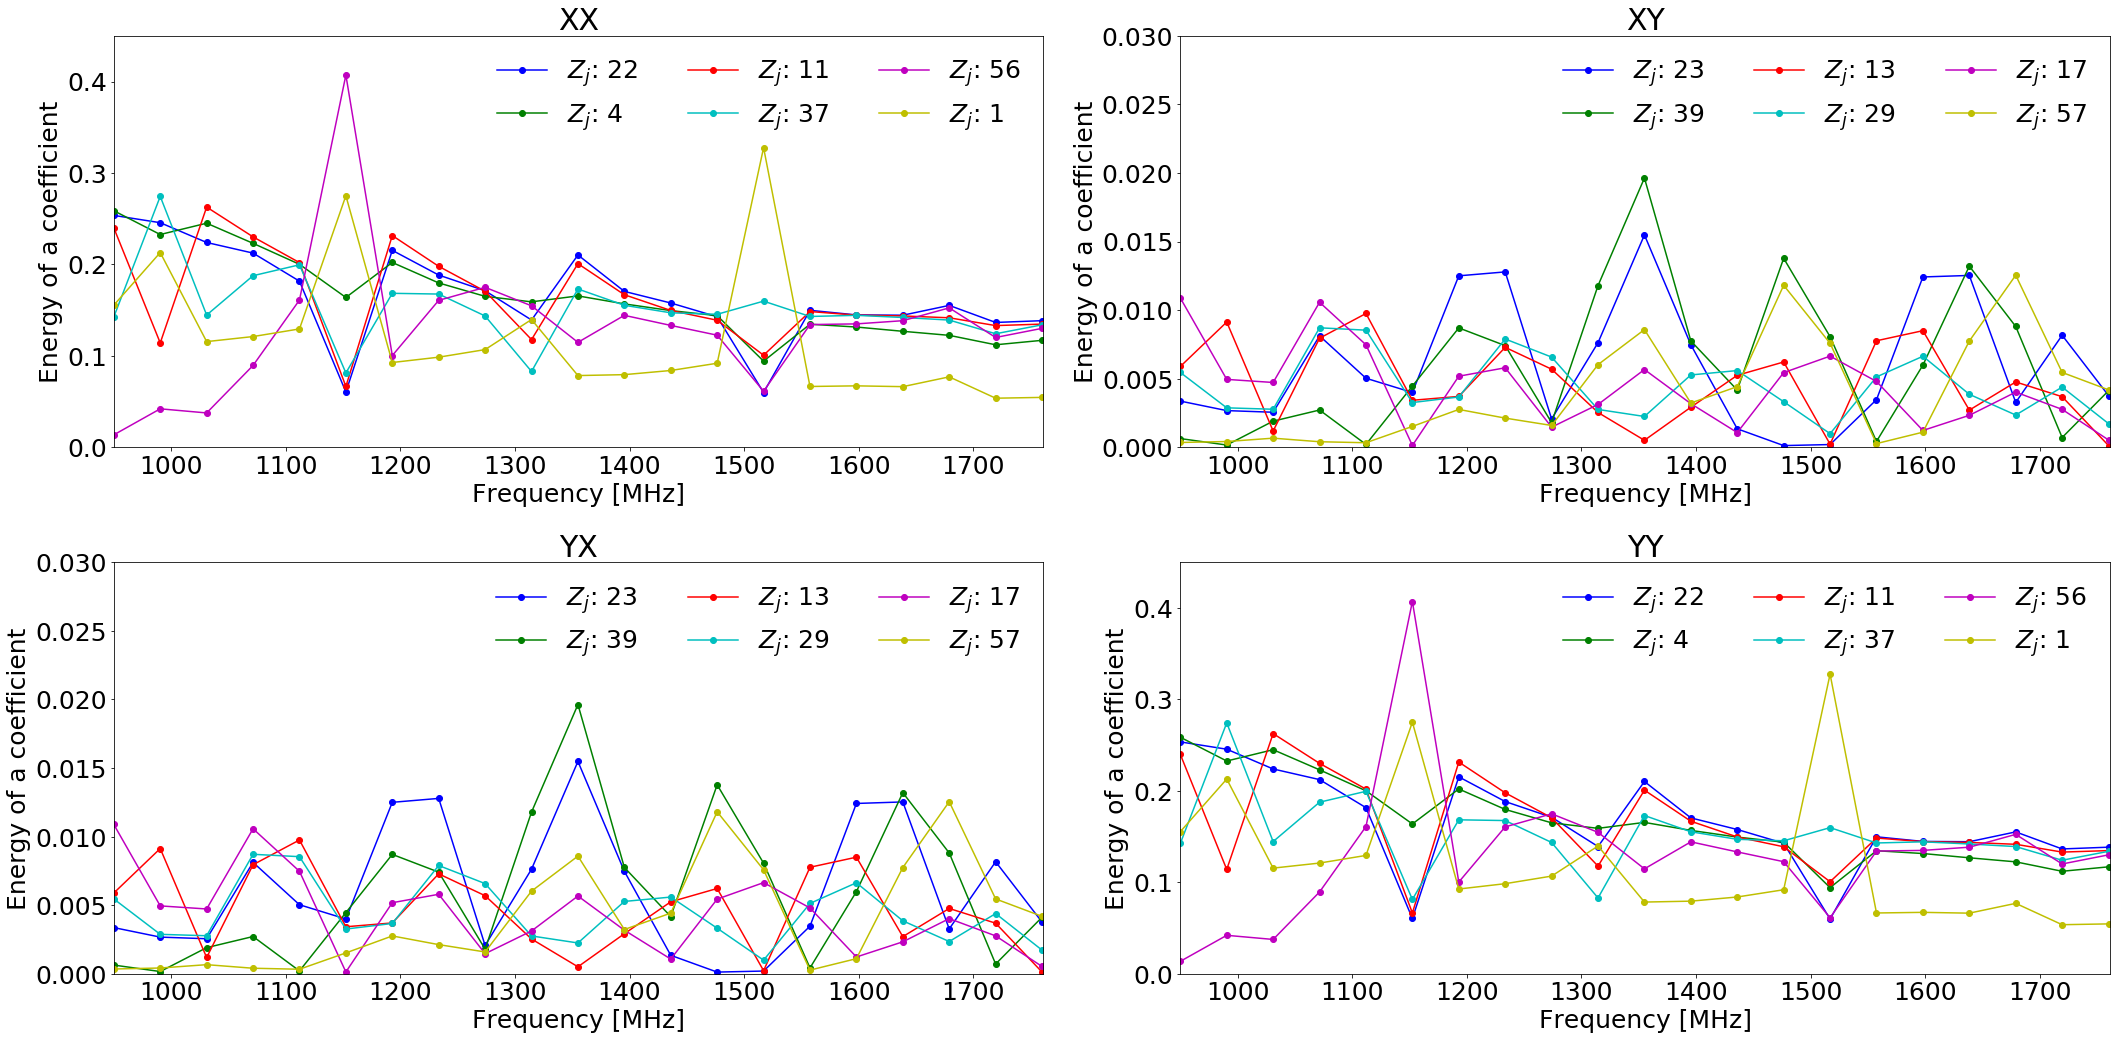 XX
Energy of a coefficient
0.4
0.3
0.2
0.1
0.0
Z_j: 22 Z_j: 11 Z_j: 56
Z_j: 4 Z_j: 37 Z_j: 1
1000 1100 1200 1300 1400 1500 1600 1700
Frequency [MHz]
XY
Energy of a coefficient
0.030
0.025
0.020
0.015
0.010
0.005
0.000
Z_j: 23 Z_j: 13 Z_j: 17
Z_j: 39 Z_j: 29 Z_j: 57
1000 1100 1200 1300 1400 1500 1600 1700
Frequency [MHz]
YX
Energy of a coefficient
0.030
0.025
0.020
0.015
0.010
0.005
0.000
Z_j: 23 Z_j: 13 Z_j: 17
Z_j: 39 Z_j: 29 Z_j: 57
1000 1100 1200 1300 1400 1500 1600 1700
Frequency [MHz]
YY
Energy of a coefficient
0.4
0.3
0.2
0.1
0.0
Z_j: 22 Z_j: 11 Z_j: 56
Z_j: 4 Z_j: 37 Z_j: 1
1000 1100 1200 1300 1400 1500 1600 1700
Frequency [MHz]